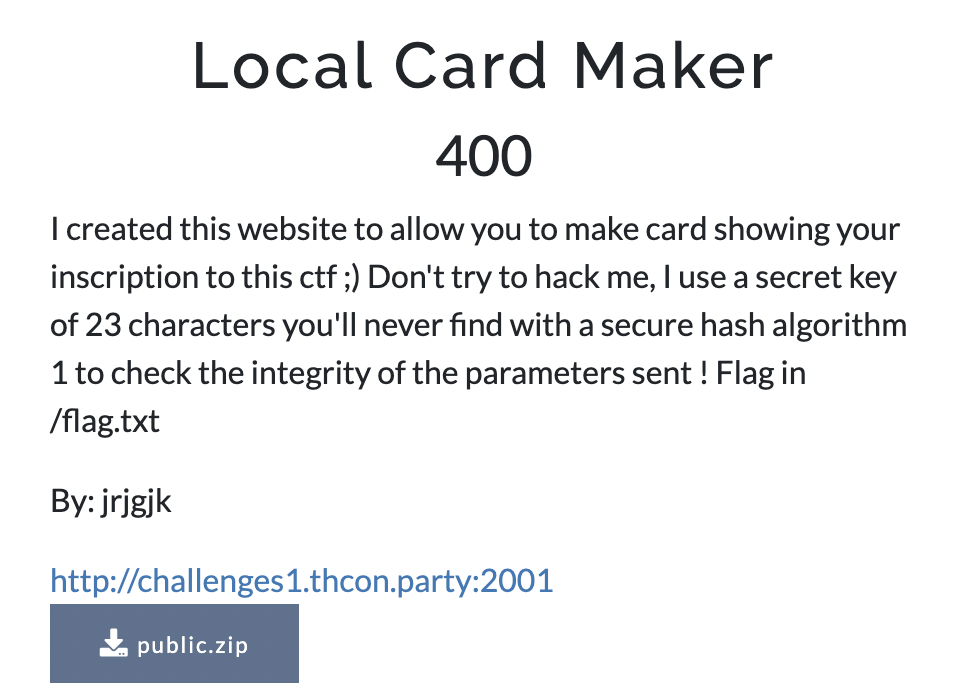 Local Card Maker
400
I created this website to allow you to make card showing your
inscription to this ctf ;) Don't try to hack me, I use a secret key
of 23 characters you'll never find with a secure hash algorithm
1 to check the integrity of the parameters sent ! Flag in
/flag.txt
By: jrjgjk
http://challenges1.thcon.party:2001
public.zip